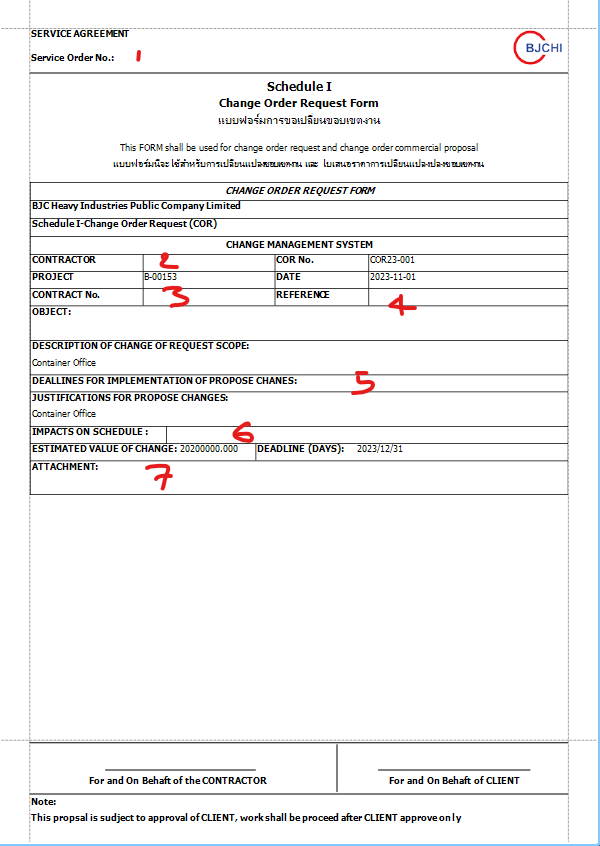 SERVICE AGREEMENT
BJCHI
Service Order No.: 1
Schedule I
Change Order Request Form
แบบฟอร์มการขอเปลี่ยนขอบเขตงาน
This FORM shall be used for change order request and change order commercial proposal
แบบฟอร์มนี้จะใช้สำหรับการเปลี่ยนแปลงขอบเขตงาน และ ใบเสนอราคาการเปลี่ยนแปลงขอบเขตงาน
CHANGE ORDER REQUEST FORM
BJC Heavy Industries Public Company Limited
Schedule I-Change Order Request (COR)
CHANGE MANAGEMENT SYSTEM
CONTRACTOR 2 COR No. COR23-001
PROJECT B-00153 DATE 2023-11-01
CONTRACT No. 3 REFERENCE 4
OBJECT:
DESCRIPTION OF CHANGE OF REQUEST SCOPE:
Container Office
DEALLINES FOR IMPLEMENTATION OF PROPOSE CHANES: 5
JUSTIFICATIONS FOR PROPOSE CHANGES:
Container Office
IMPACTS ON SCHEDULE : 6
ESTIMATED VALUE OF CHANGE: 20200000.000 DEADLINE (DAYS): 2023/12/31
ATTACHMENT: 7
For and On Behaft of the CONTRACTOR For and On Behaft of CLIENT
Note:
This propsal is subject to approval of CLIENT, work shall be proceed after CLIENT approve only